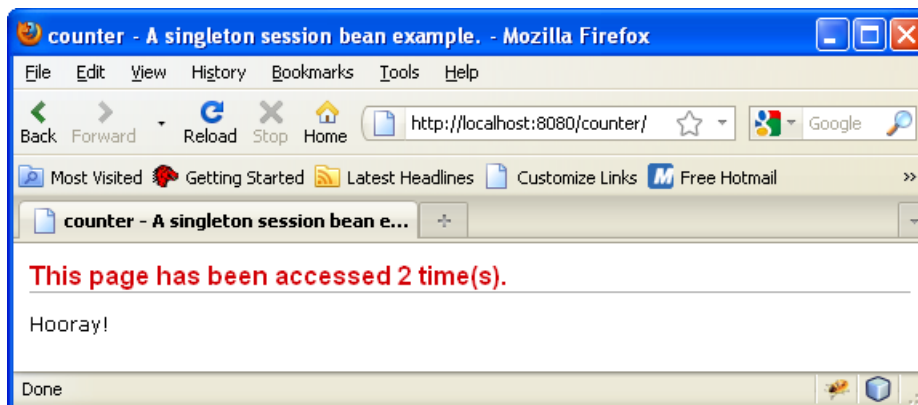 counter - A singleton session bean example. - Mozilla Firefox
File Edit View History Bookmarks Tools Help
Back Forward Reload Stop Home http://localhost:8080/counter/ Google
Most Visited Getting Started Latest Headlines Customize Links Free Hotmail »
counter - A singleton session bean e...
This page has been accessed 2 time(s).
Hooray!
Done